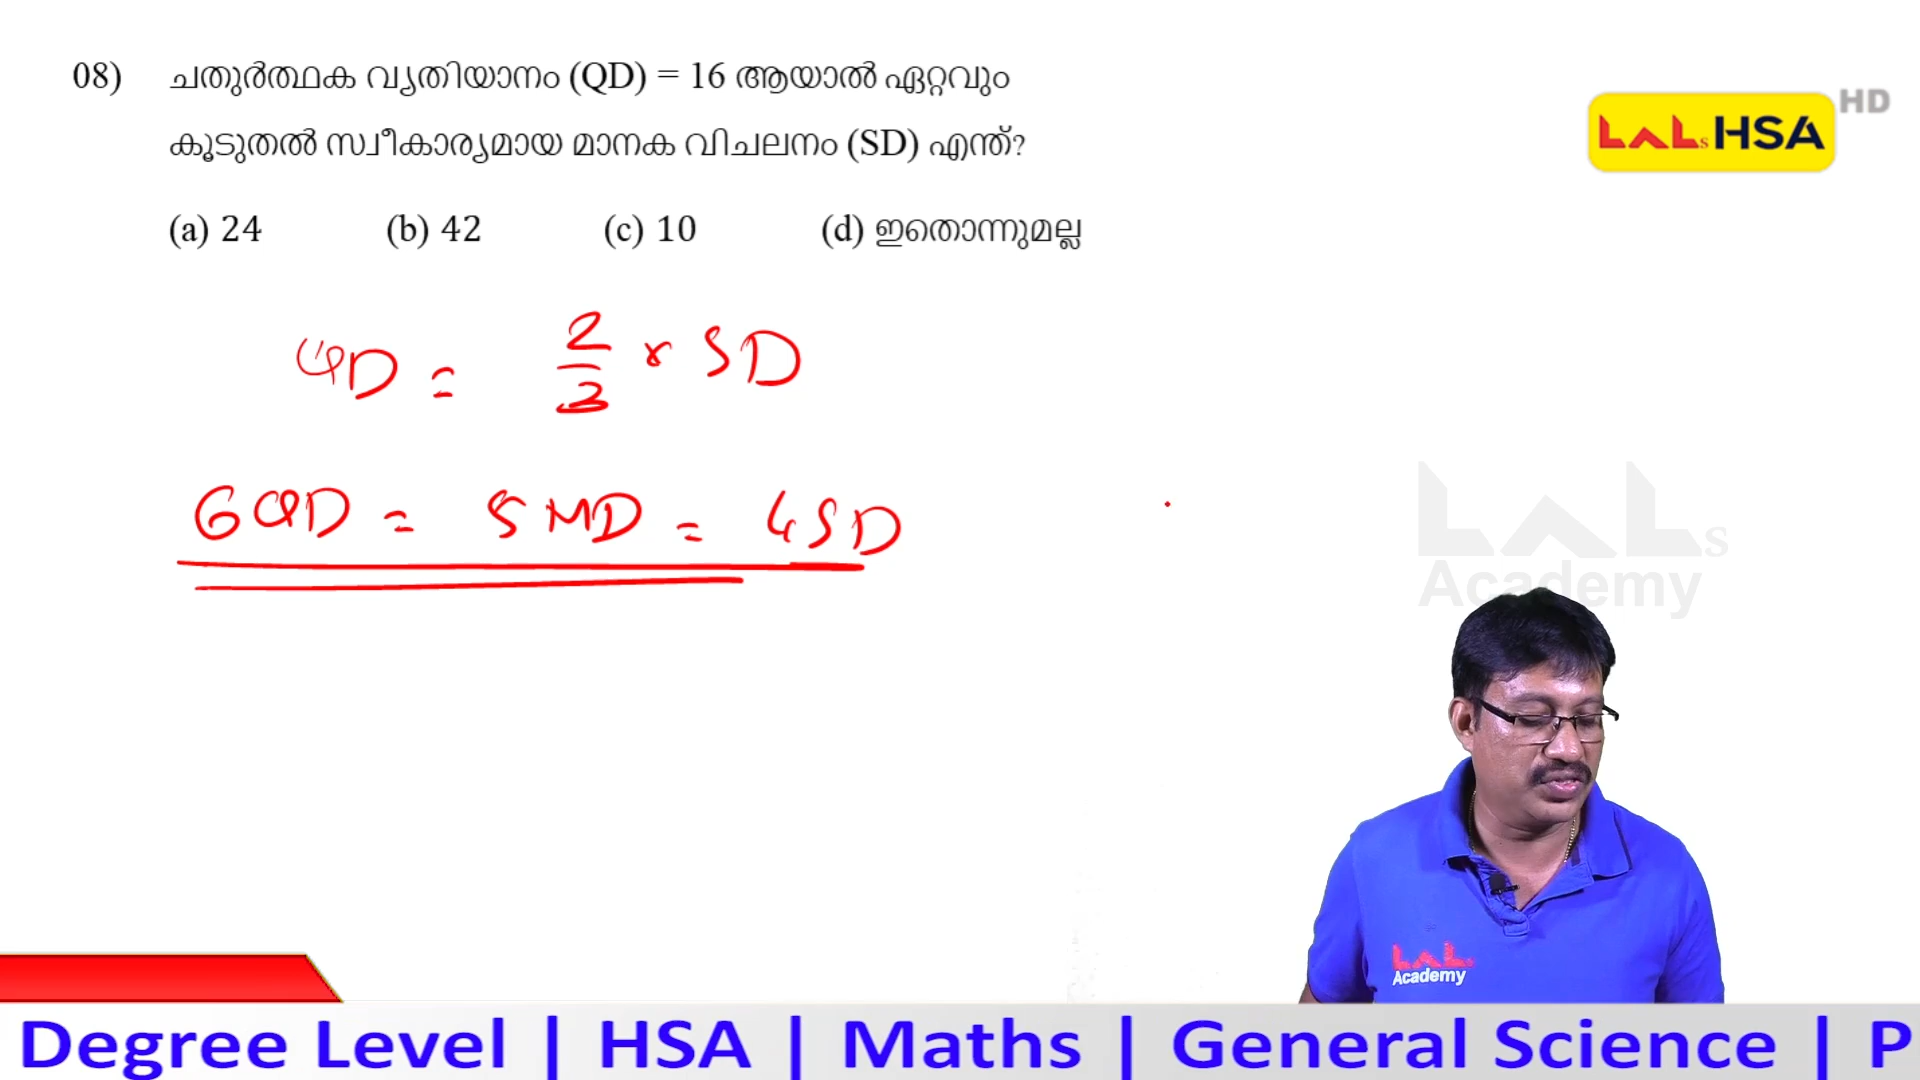 08) ചതുർത്ഥക വ്യതിയാനം (QD) = 16 ആയാൽ ഏറ്റവും
കൂടുതൽ സ്വീകാര്യമായ മാനക വിചലനം (SD) എന്ത്?
(a) 24 (b) 42 (c) 10 (d) ഇതൊന്നുമല്ല
HD
LALs HSA
QD = 2/3 × SD
6QD = 5MD = 4SD
LALs
Academy
LALs
Academy
Degree Level | HSA | Maths | General Science | P